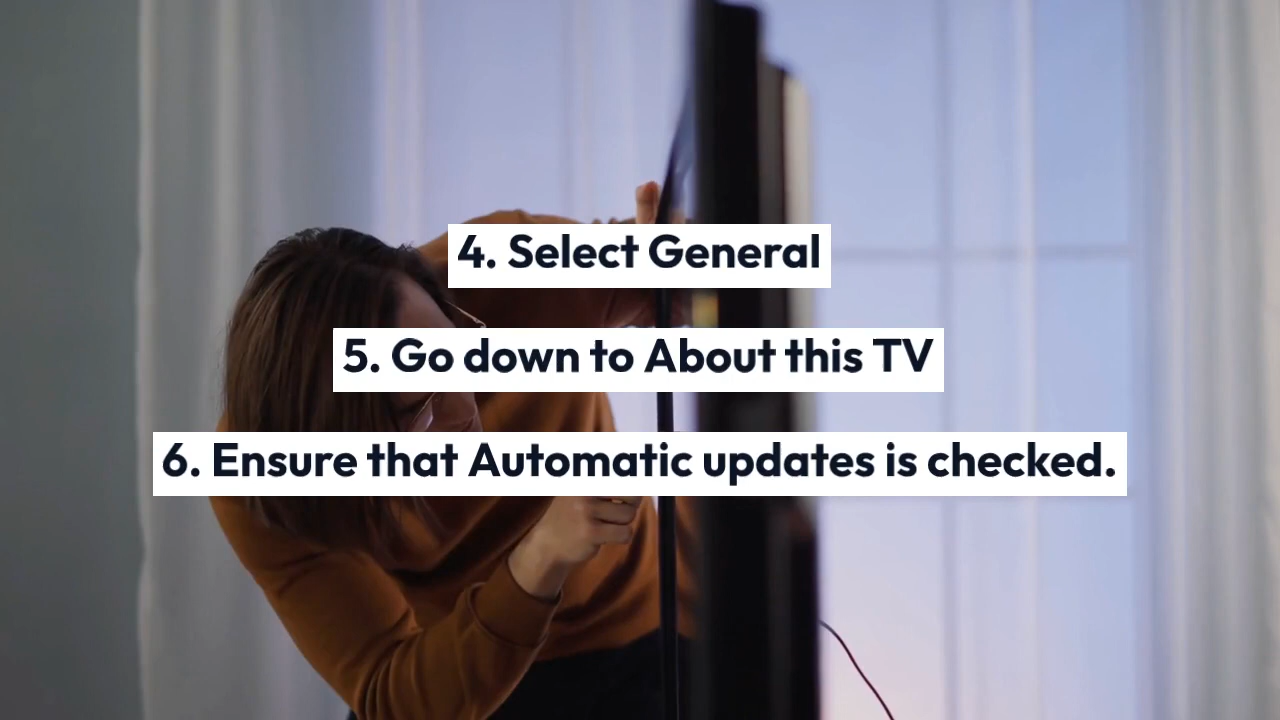 4. Select General
5. Go down to About this TV
6. Ensure that Automatic updates is checked.